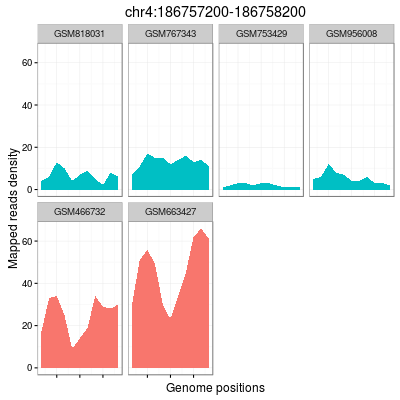 chr4:186757200-186758200
GSM818031 GSM767343 GSM753429 GSM956008
60
40
20
0
Mapped reads density
GSM466732 GSM663427
60
40
20
0
Genome positions